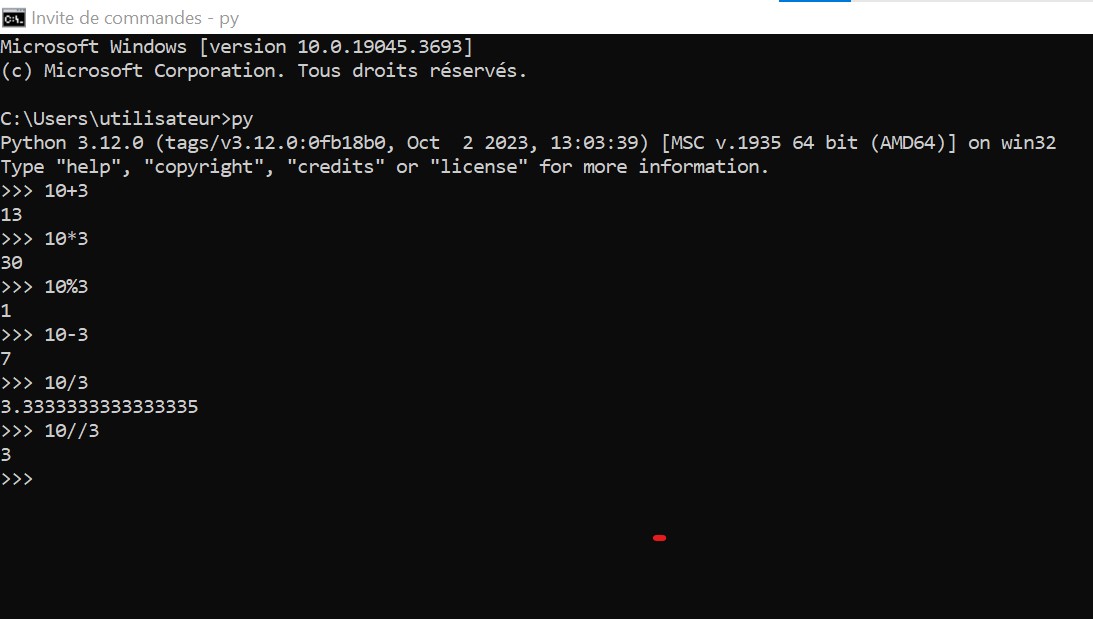 Invite de commandes - py
Microsoft Windows [version 10.0.19045.3693]
(c) Microsoft Corporation. Tous droits réservés.
C:\Users\utilisateur>py
Python 3.12.0 (tags/v3.12.0:0fb18b0, Oct  2 2023, 13:03:39) [MSC v.1935 64 bit (AMD64)] on win32
Type "help", "copyright", "credits" or "license" for more information.
>>> 10+3
13
>>> 10*3
30
>>> 10%3
1
>>> 10-3
7
>>> 10/3
3.3333333333333335
>>> 10//3
3
>>>